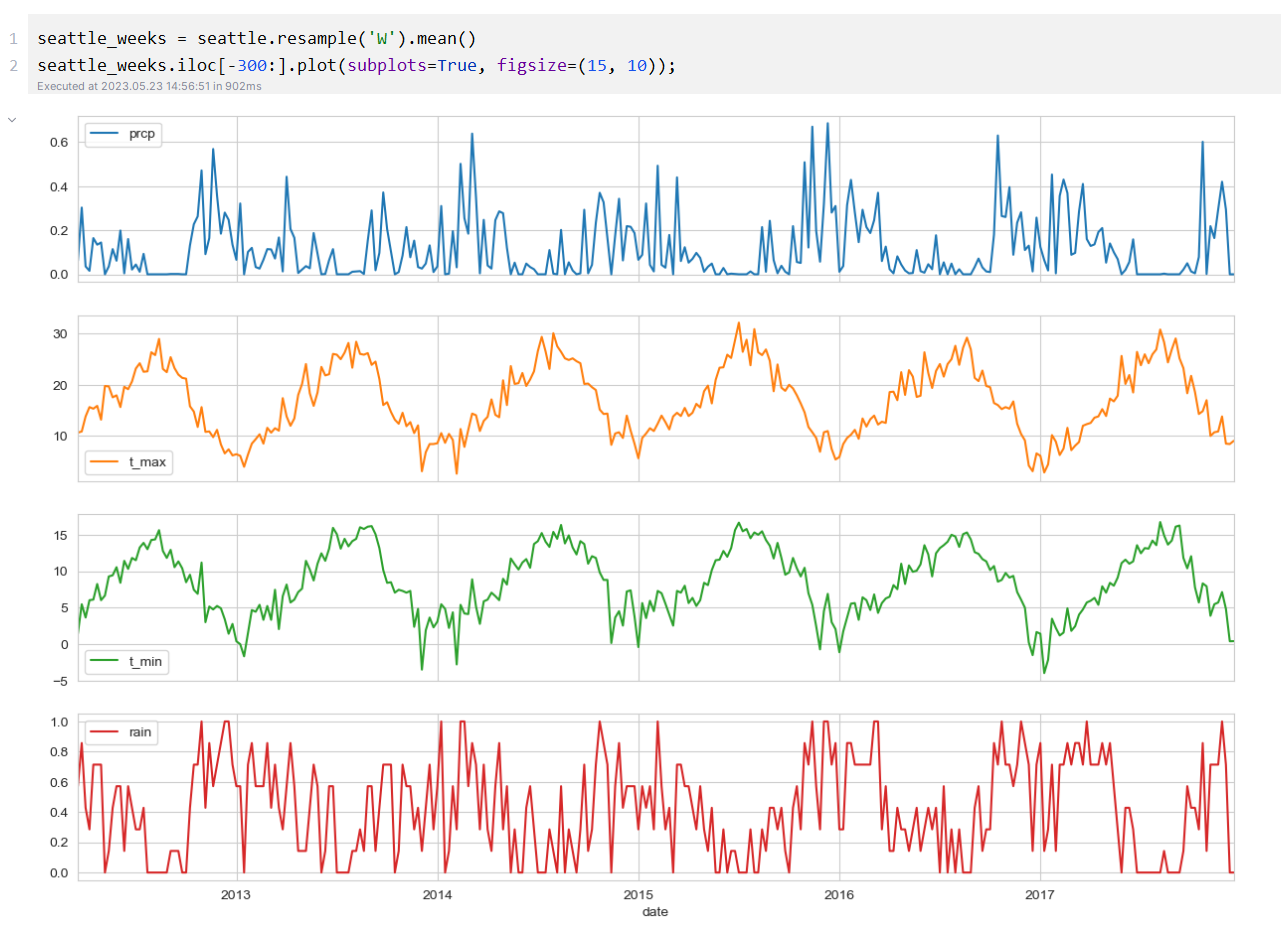 1 seattle_weeks = seattle.resample('W').mean()
2 seattle_weeks.iloc[-300:].plot(subplots=True, figsize=(15, 10));
Executed at 2023.05.23 14:56:51 in 902ms
prcp
0.6
0.4
0.2
0.0
30
20
10
t_max
15
10
5
0
−5
t_min
1.0
rain
0.8
0.6
0.4
0.2
0.0
2013 2014 2015 2016 2017
date